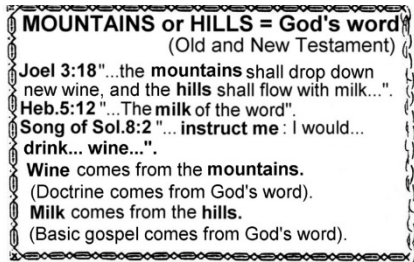 MOUNTAINS or HILLS = God's word
(Old and New Testament)
Joel 3:18 "...the mountains shall drop down
new wine, and the hills shall flow with milk...".
Heb.5:12 "...The milk of the word".
Song of Sol.8:2 "... instruct me : I would...
drink... wine...".
Wine comes from the mountains.
(Doctrine comes from God's word).
Milk comes from the hills.
(Basic gospel comes from God's word).